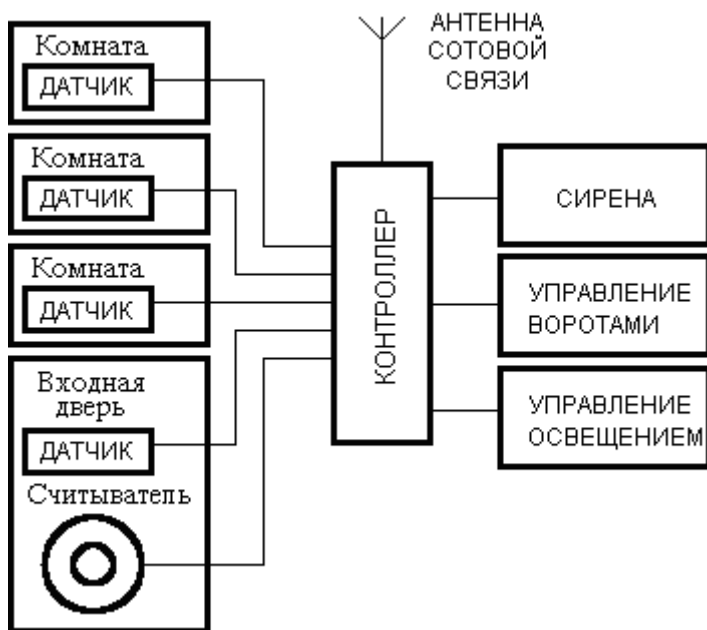 Комната
ДАТЧИК
Комната
ДАТЧИК
Комната
ДАТЧИК
Входная
дверь
ДАТЧИК
Считыватель
АНТЕННА
СОТОВОЙ
СВЯЗИ
КОНТРОЛЛЕР
СИРЕНА
УПРАВЛЕНИЕ
ВОРОТАМИ
УПРАВЛЕНИЕ
ОСВЕЩЕНИЕМ